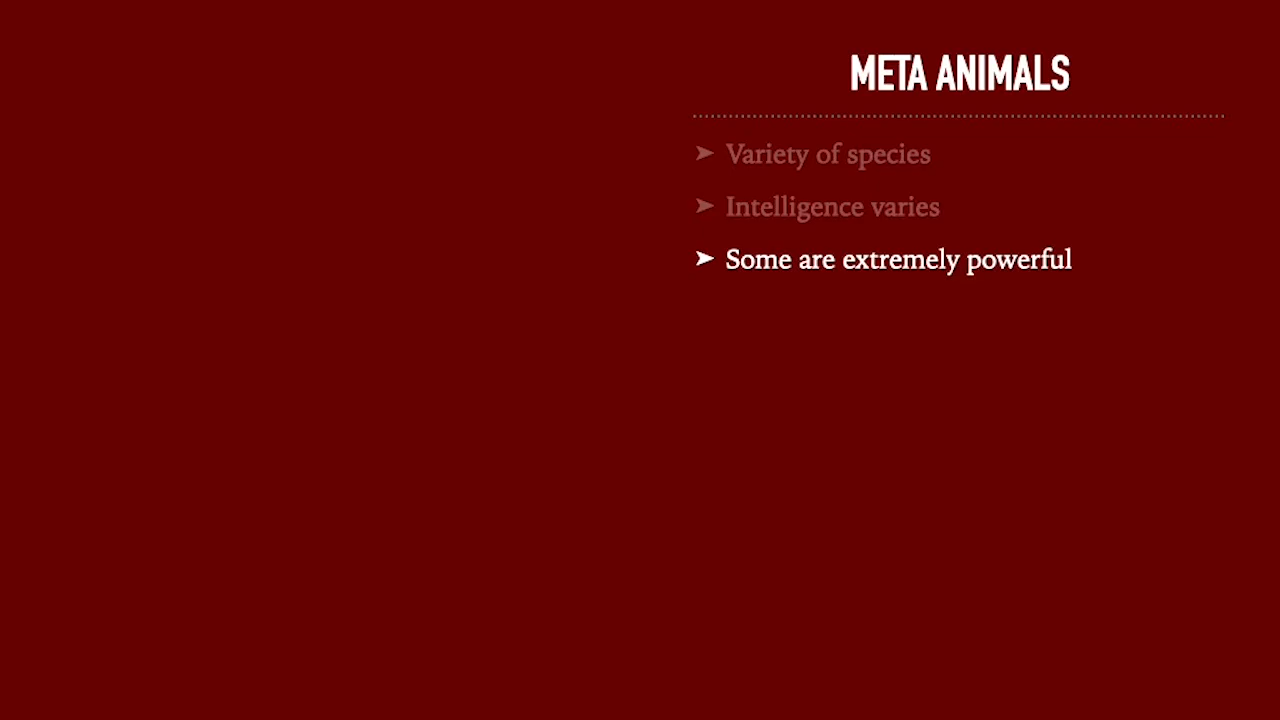 META ANIMALS
➤ Variety of species
➤ Intelligence varies
➤ Some are extremely powerful